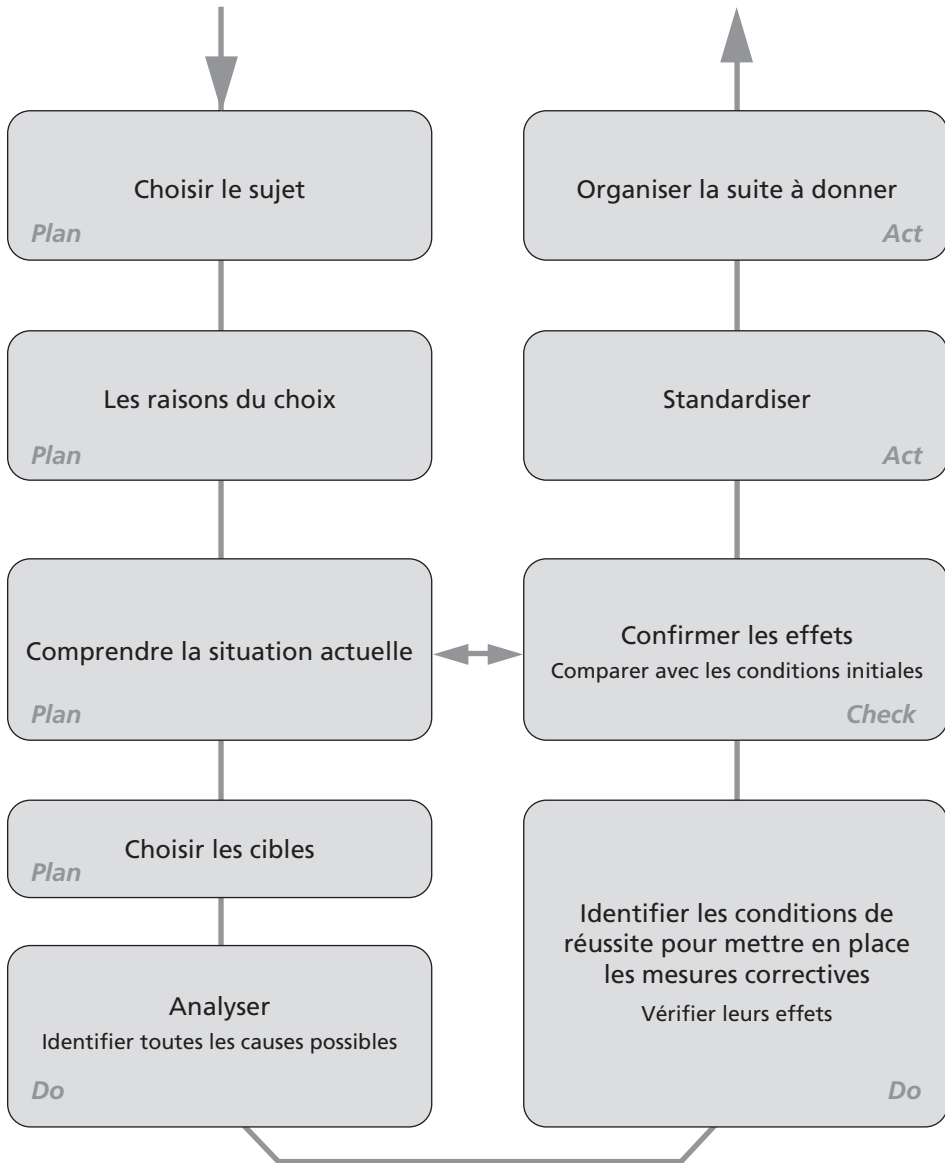 Choisir le sujet
Plan
Les raisons du choix
Plan
Comprendre la situation actuelle
Plan
Choisir les cibles
Plan
Analyser
Identifier toutes les causes possibles
Do
Identifier les conditions de
réussite pour mettre en place
les mesures correctives
Vérifier leurs effets
Do
Confirmer les effets
Comparer avec les conditions initiales
Check
Standardiser
Act
Organiser la suite à donner
Act